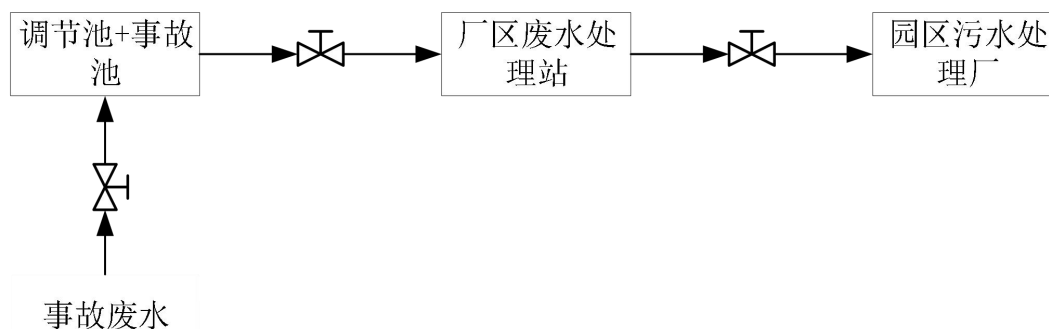 调节池+事故
池
厂区废水处
理站
园区污水处
理厂
事故废水